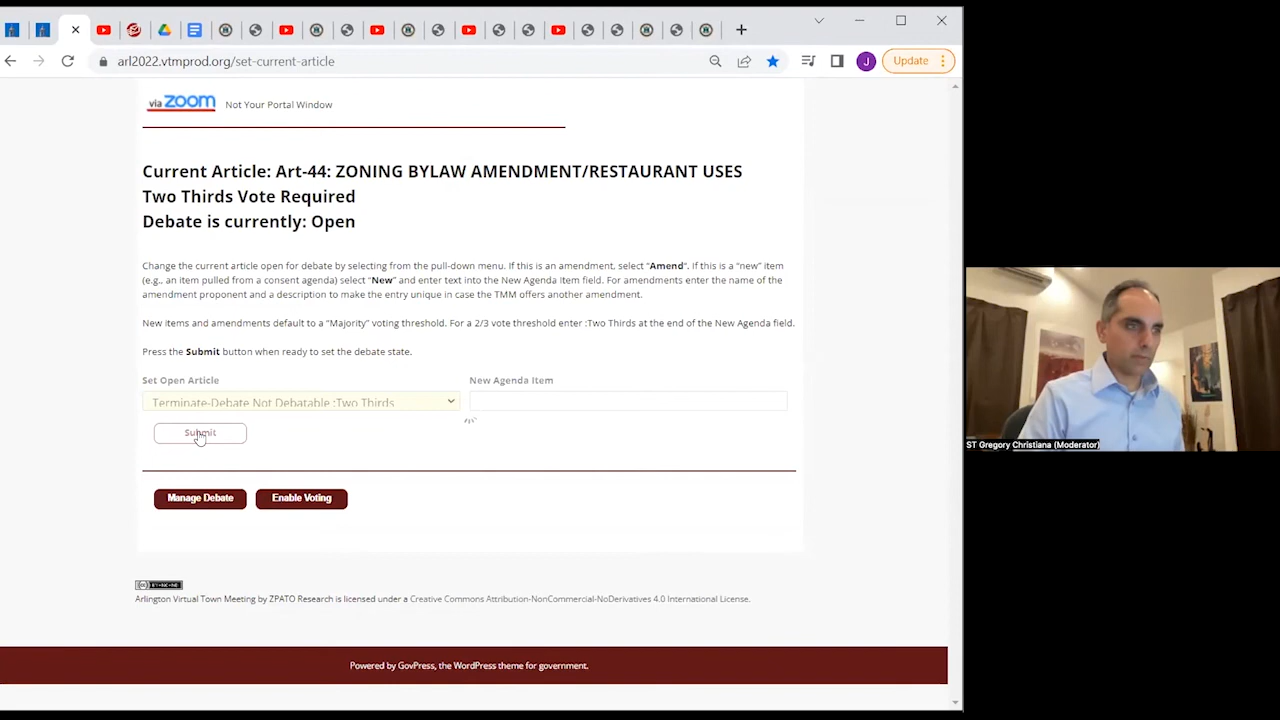 arl2022.vtmprod.org/set-current-article
J
Update
via zoom Not Your Portal Window
Current Article: Art-44: ZONING BYLAW AMENDMENT/RESTAURANT USES
Two Thirds Vote Required
Debate is currently: Open
Change the current article open for debate by selecting from the pull-down menu. If this is an amendment, select "Amend". If this is a "new" item
(e.g., an item pulled from a consent agenda) select "New" and enter text into the New Agenda Item field. For amendments enter the name of the
amendment proponent and a description to make the entry unique in case the TMM offers another amendment.
New items and amendments default to a "Majority" voting threshold. For a 2/3 vote threshold enter :Two Thirds at the end of the New Agenda field.
Press the Submit button when ready to set the debate state.
Set Open Article New Agenda Item
Terminate-Debate Not Debatable :Two Thirds
Submit
ST Gregory Christiana (Moderator)
Manage Debate Enable Voting
Arlington Virtual Town Meeting by ZPATO Research is licensed under a Creative Commons Attribution-NonCommercial-NoDerivatives 4.0 International License.
Powered by GovPress, the WordPress theme for government.